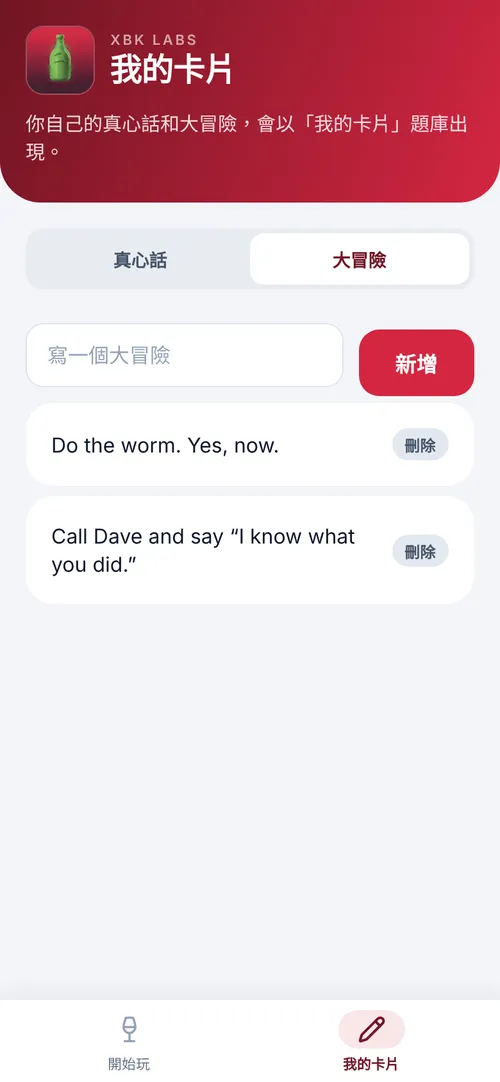 XBK LABS
我的卡片
你自己的真心話和大冒險，會以「我的卡片」題庫出
現。
真心話
大冒險
寫一個大冒險
新增
Do the worm. Yes, now.
刪除
Call Dave and say “I know what
you did.”
刪除
開始玩
我的卡片